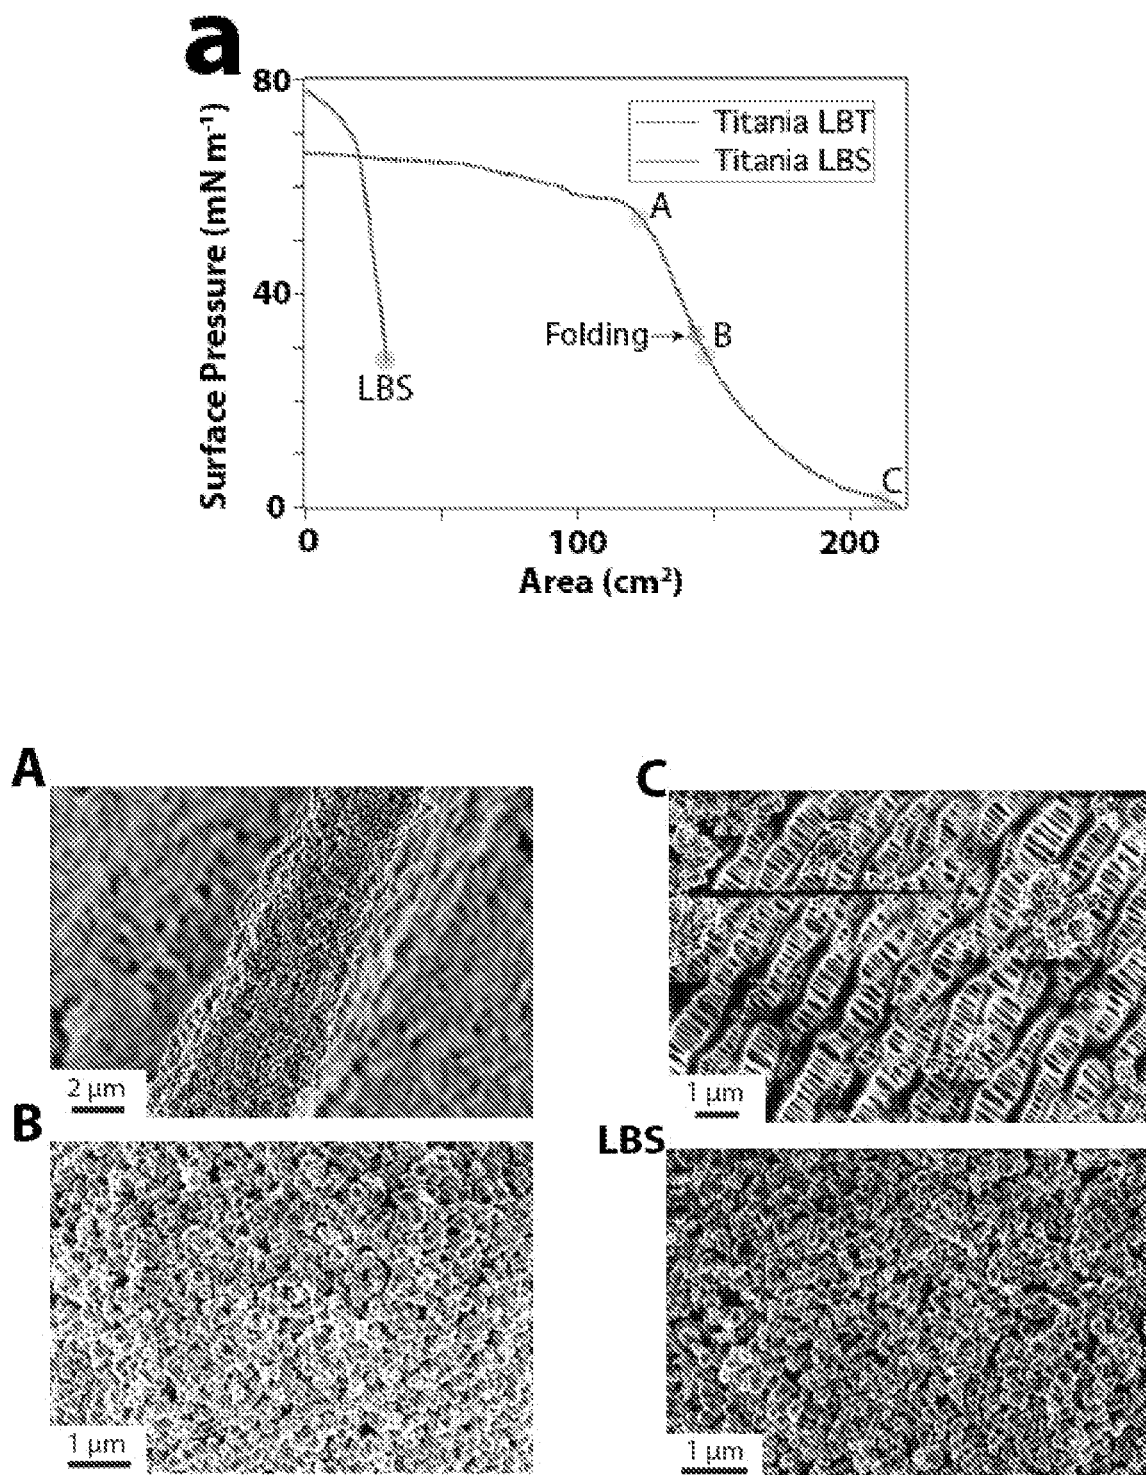 a
80
Surface Pressure (mN m⁻¹)
Titania LBT
Titania LBS
A
40
Folding
B
LBS
C
0
0
100
200
Area (cm²)
A
C
2 μm
1 μm
B
LBS
1 μm
1 μm